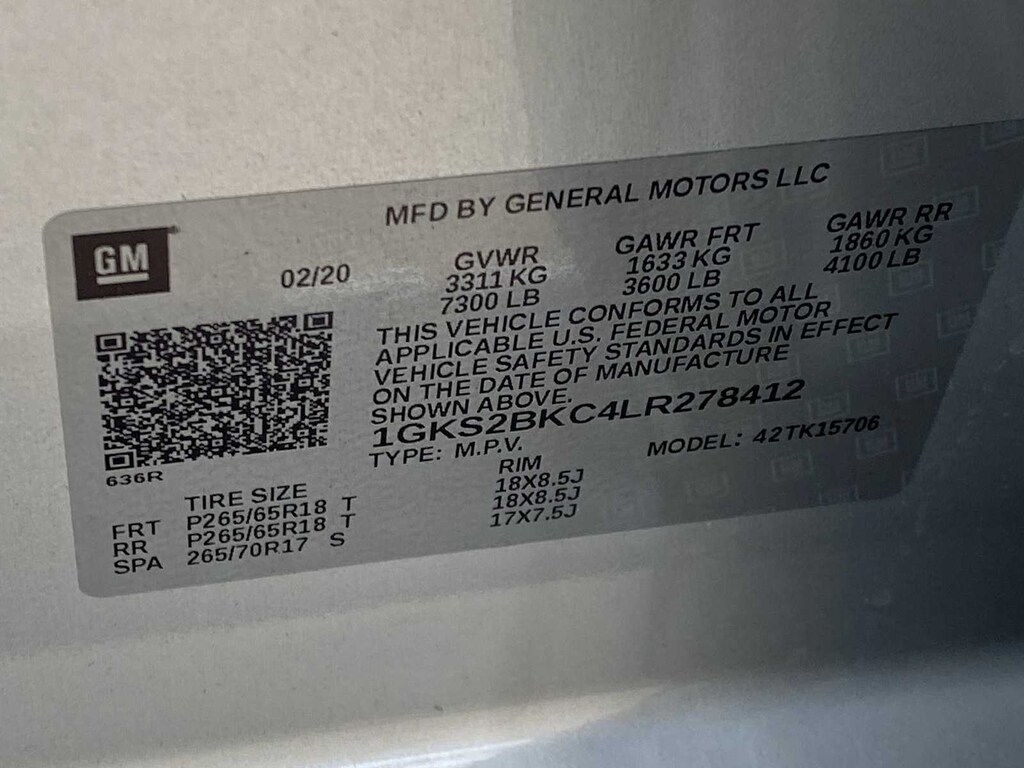 MFD BY GENERAL MOTORS LLC
GM
02/20
GVWR
3311 KG
7300 LB
GAWR FRT
1633 KG
3600 LB
GAWR RR
1860 KG
4100 LB
THIS VEHICLE CONFORMS TO ALL
APPLICABLE U.S. FEDERAL MOTOR
VEHICLE SAFETY STANDARDS IN EFFECT
ON THE DATE OF MANUFACTURE
SHOWN ABOVE.
1GKS2BKC4LR278412
TYPE: M.P.V.
MODEL: 42TK15706
636R
TIRE SIZE
RIM
FRT P265/65R18 T 18X8.5J
RR P265/65R18 T 18X8.5J
SPA 265/70R17 S 17X7.5J